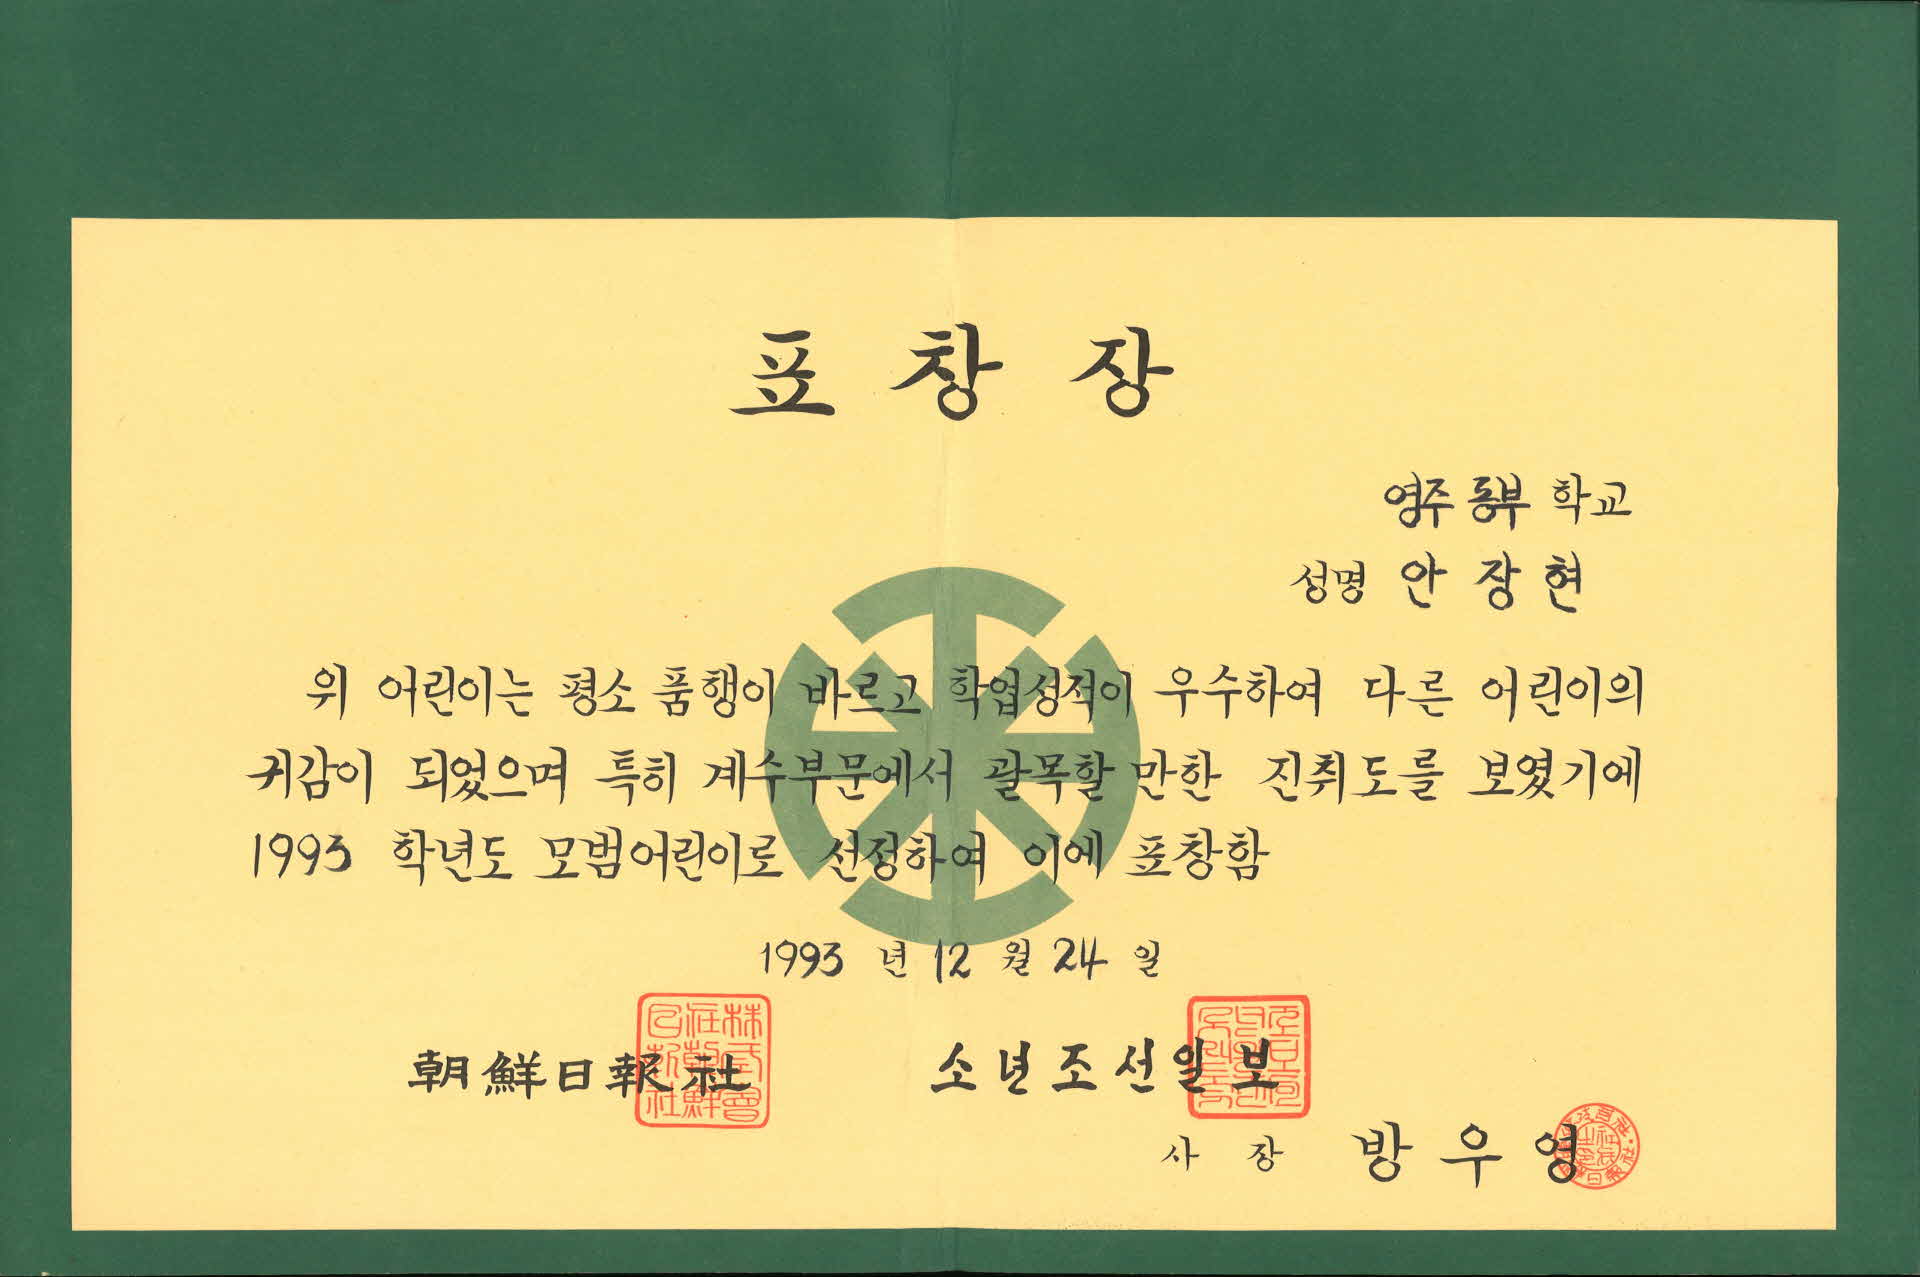 표창장
영주동부 학교
성명 안장현
위 어린이는 평소 품행이 바르고 학업성적이 우수하여 다른 어린이의
귀감이 되었으며 특히 계수부문에서 괄목할 만한 진취도를 보였기에
1993 학년도 모범어린이로 선정하여 이에 표창함
1993 년 12 월 24 일
朝鮮日報社 소년조선일보
사 장 방우영